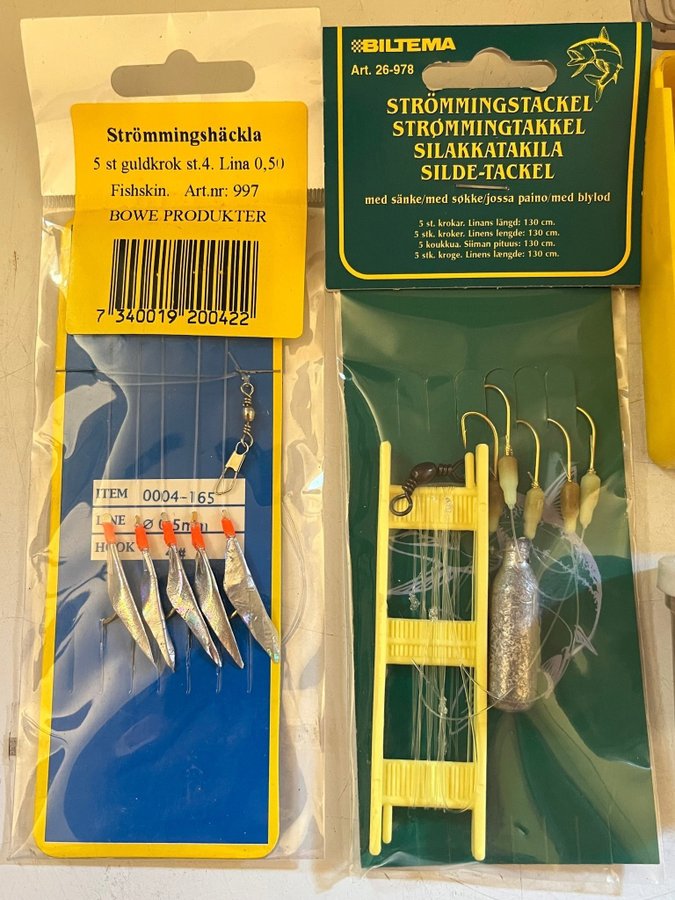 Strömmingshäckla
5 st guldkrok st.4. Lina 0,50
Fishskin. Art.nr: 997
BOWE PRODUKTER
7 340019 200422
ITEM 0004-165
LINE ø 0.5mm
HOOK 4#
BILTEMA
Art. 26-978
STRÖMMINGSTACKEL
STRØMMINGTAKKEL
SILAKKATAKILA
SILDE-TACKEL
med sänke/med søkke/jossa paino/med blylod
5 st. krokar. Linans längd: 130 cm.
5 stk. kroker. Linens lengde: 130 cm.
5 koukkua. Siiman pituus: 130 cm.
5 stk. kroge. Linens længde: 130 cm.